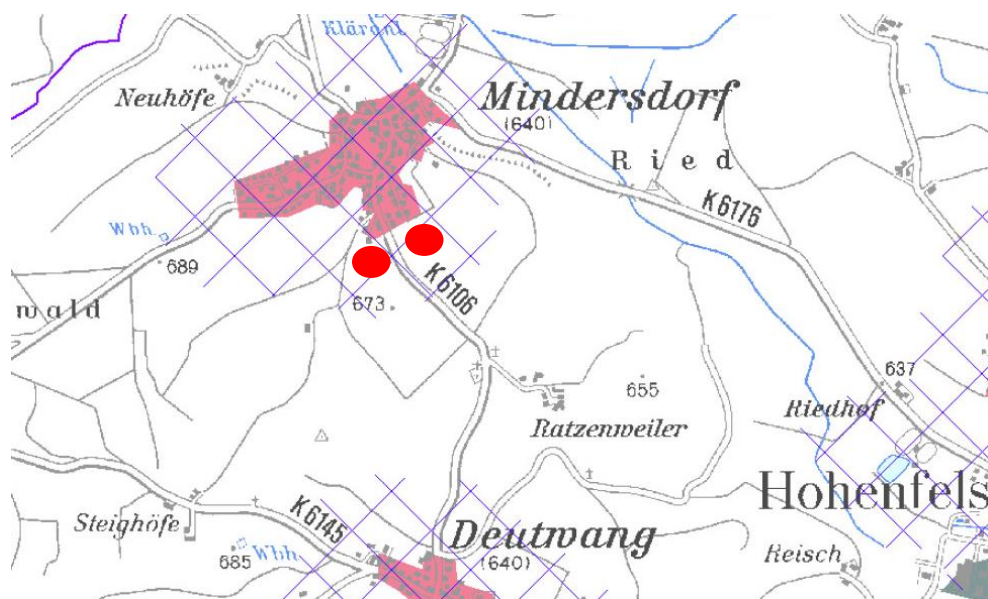 Kläranl
Neuhöfe
Mindersdorf
(640)
Ried
K6176
Wbh
689
wald
673
K6106
637
655
Riedhof
Ratzenweiler
Hohenfels
Steighöfe
K6145
Deutwang
(640)
685
Wbh
Reisch